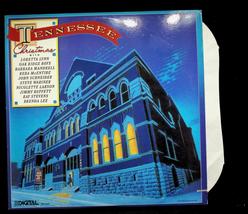 TENNESSEE
Christmas
WITH
LORETTA LYNN
OAK RIDGE BOYS
BARBARA MANDRELL
REBA McENTIRE
JOHN SCHNEIDER
STEVE WARINER
NICOLETTE LARSON
JIMMY BUFFETT
RAY STEVENS
BRENDA LEE
DIGITAL